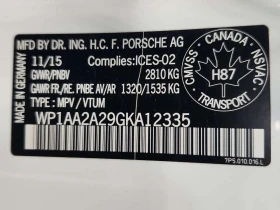 MFD BY DR. ING. H.C. F. PORSCHE AG
11/15 Complies:ICES-02
GWVR/PNBV 2810 KG
GAWR FR./RE. PNBE AV/AR 1320/1535 KG
TYPE : MPV / VTUM
WP1AA2A29GKA12335
MADE IN GERMANY
CANADA
CMVSS NSVAC
H87
TRANSPORT
7P5.010.016.L